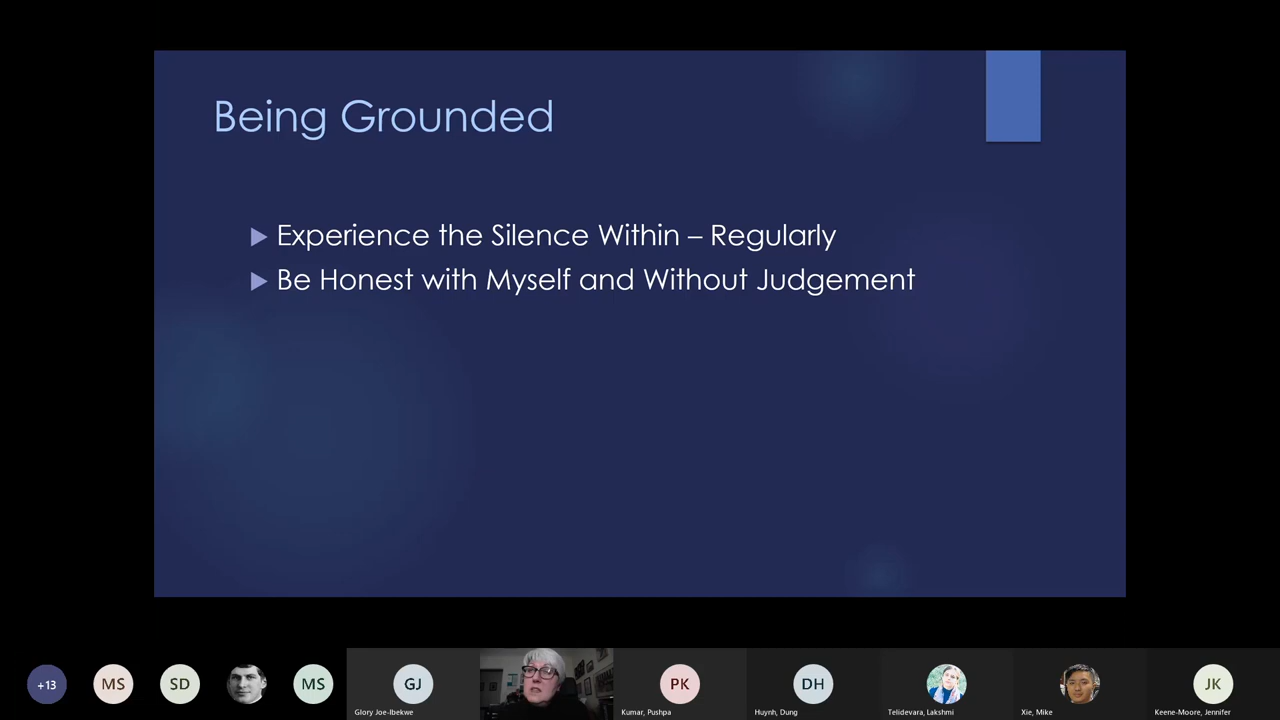 Being Grounded
Experience the Silence Within – Regularly
Be Honest with Myself and Without Judgement
+13
MS
SD
MS
GJ
PK
DH
JK
Glory Joe-Ibekwe
Kumar, Pushpa
Huynh, Dung
Telidevara, Lakshmi
Xie, Mike
Keene-Moore, Jennifer